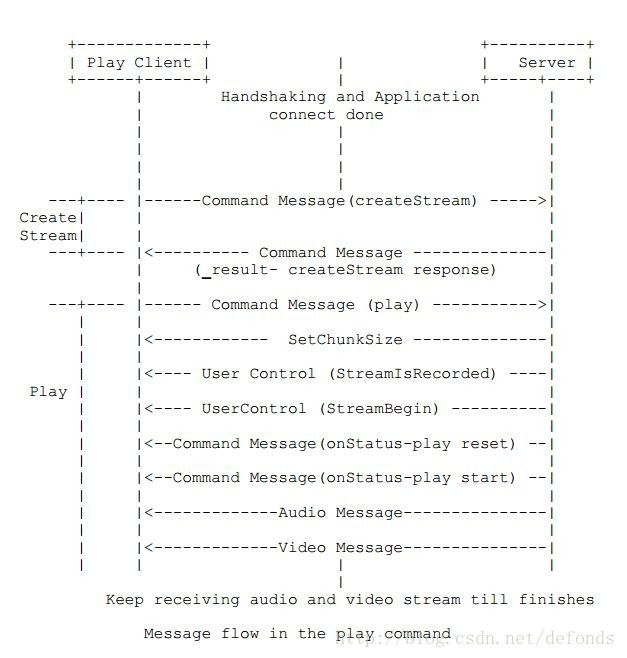 Play Client
Server
Handshaking and Application
connect done
Command Message(createStream)
Create
Stream
Command Message
(_result- createStream response)
Command Message (play)
SetChunkSize
User Control (StreamIsRecorded)
Play
UserControl (StreamBegin)
Command Message(onStatus-play reset)
Command Message(onStatus-play start)
Audio Message
Video Message
Keep receiving audio and video stream till finishes
Message flow in the play command
http://blog.csdn.net/defonds